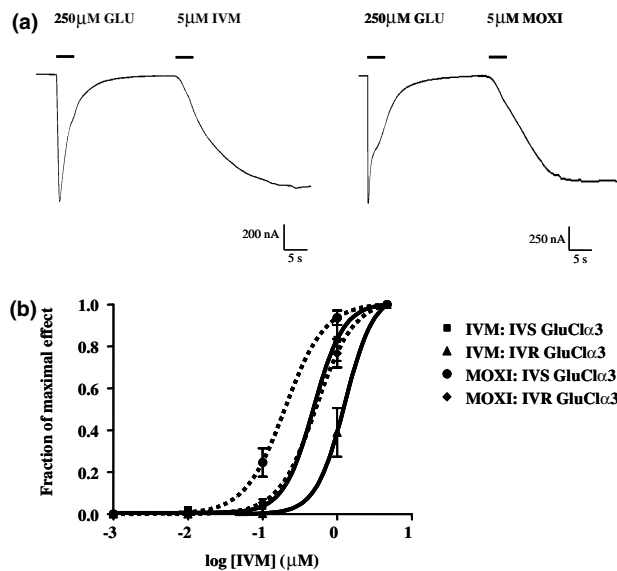 (a)
250μM GLU 5μM IVM
250μM GLU 5μM MOXI
200 nA
5 s
250 nA
5 s
(b)
Fraction of maximal effect
1.0
0.8
0.6
0.4
0.2
0.0
-3 -2 -1 0 1
log [IVM] (μM)
IVM: IVS GluClα3
IVM: IVR GluClα3
MOXI: IVS GluClα3
MOXI: IVR GluClα3